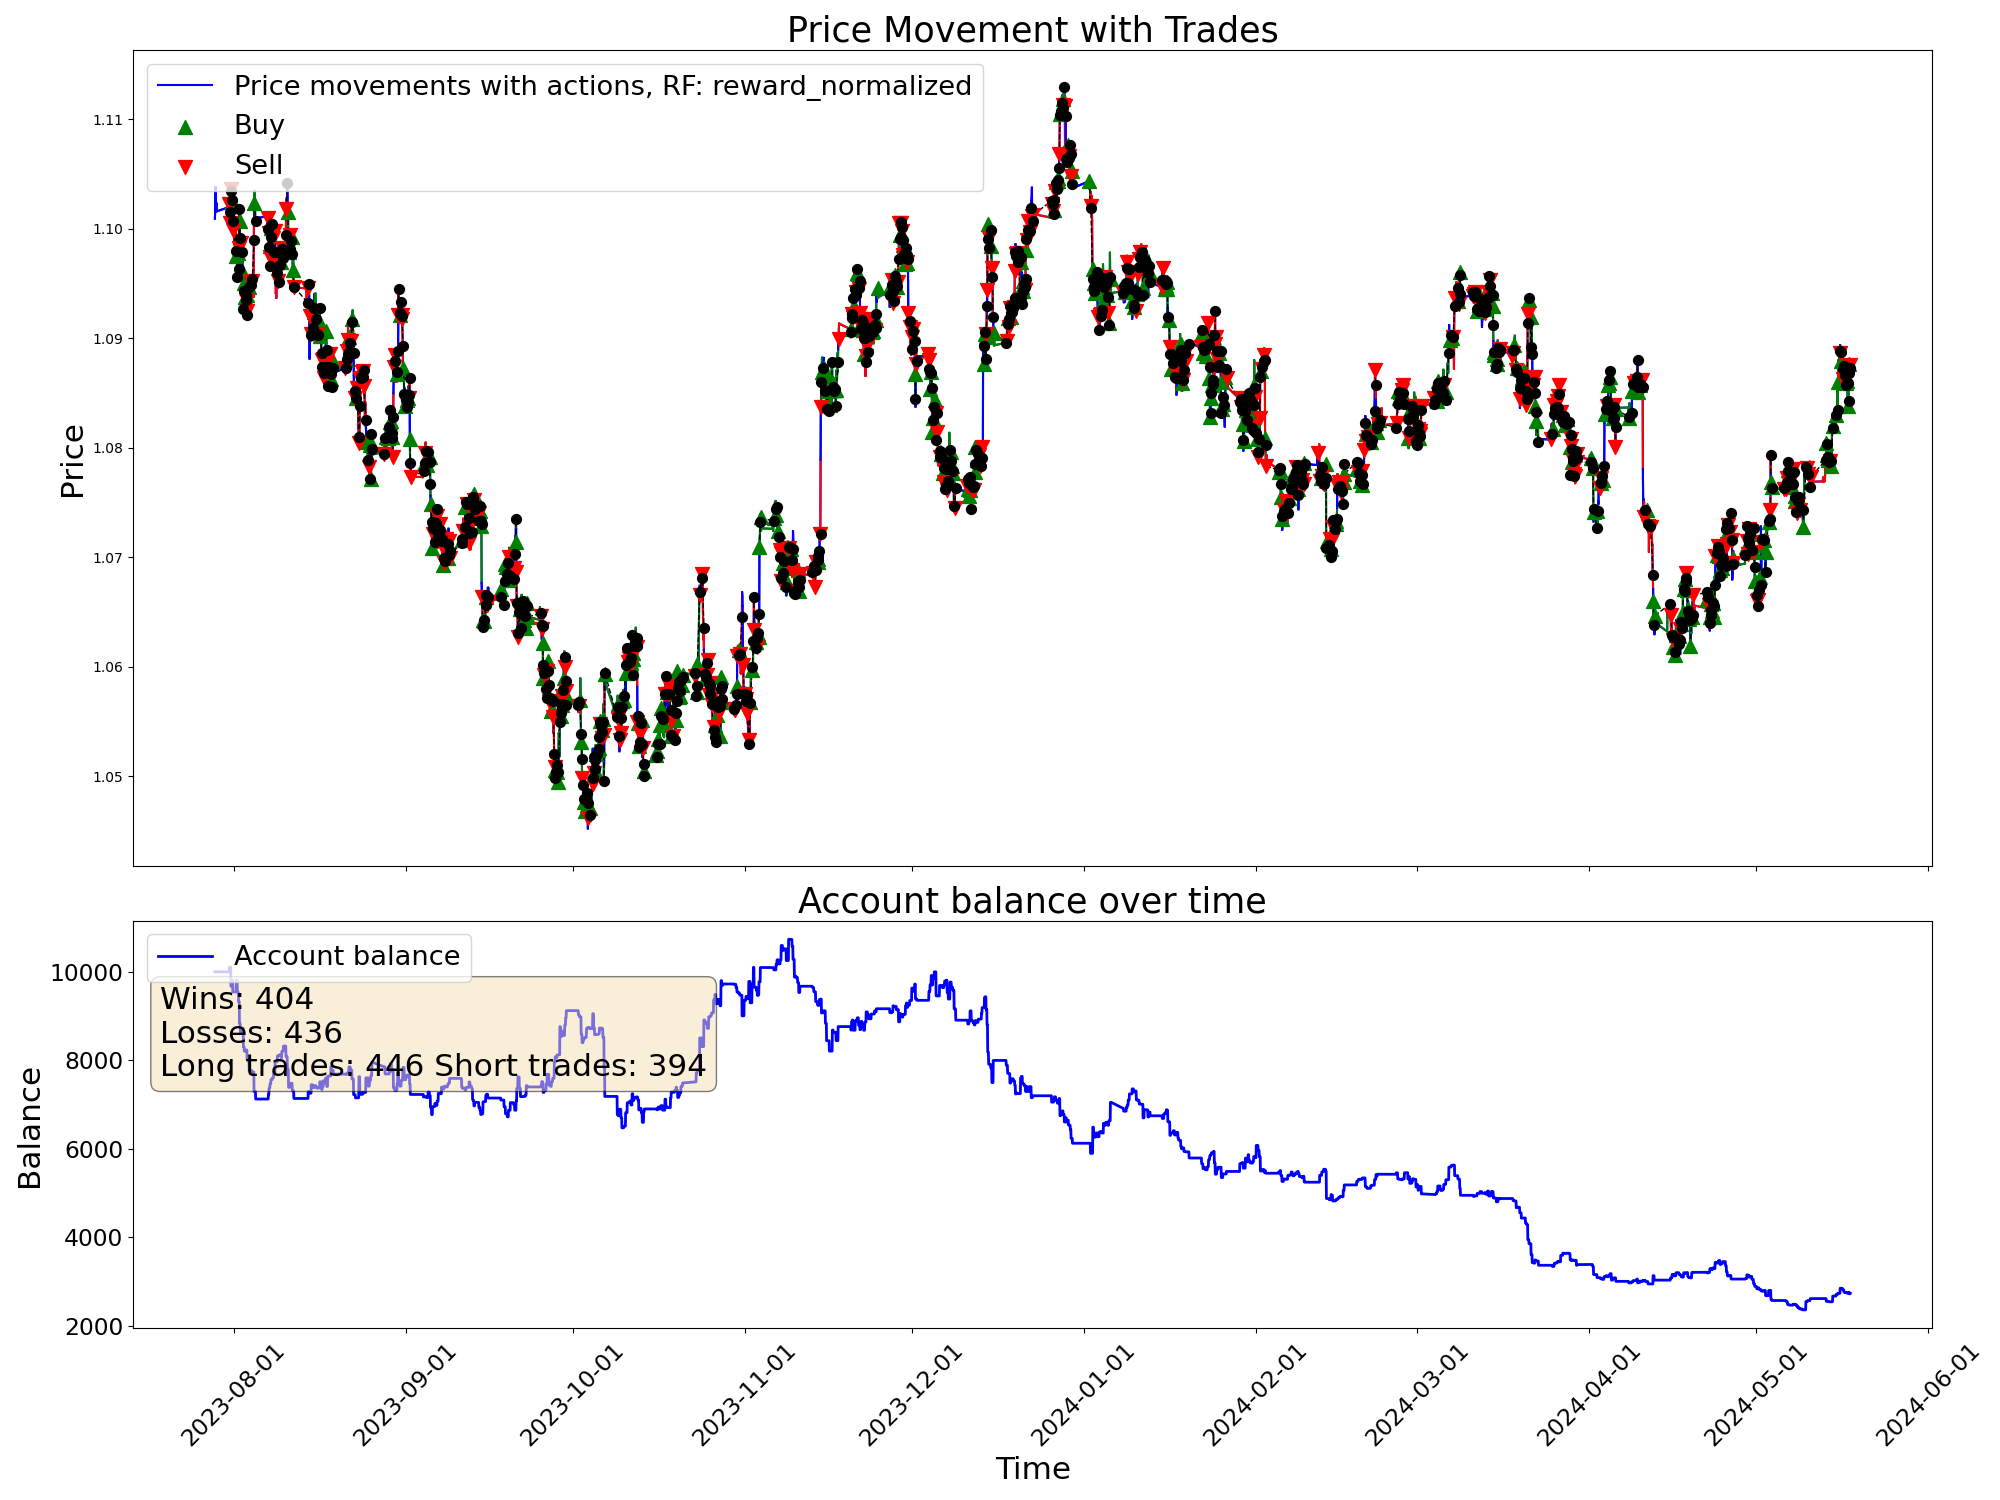 Price Movement with Trades
Price movements with actions, RF: reward_normalized
Buy
Sell
Price
1.11
1.10
1.09
1.08
1.07
1.06
1.05
Account balance over time
Account balance
Wins: 404
Losses: 436
Long trades: 446 Short trades: 394
Balance
10000
8000
6000
4000
2000
2023-08-01
2023-09-01
2023-10-01
2023-11-01
2023-12-01
2024-01-01
2024-02-01
2024-03-01
2024-04-01
2024-05-01
2024-06-01
Time